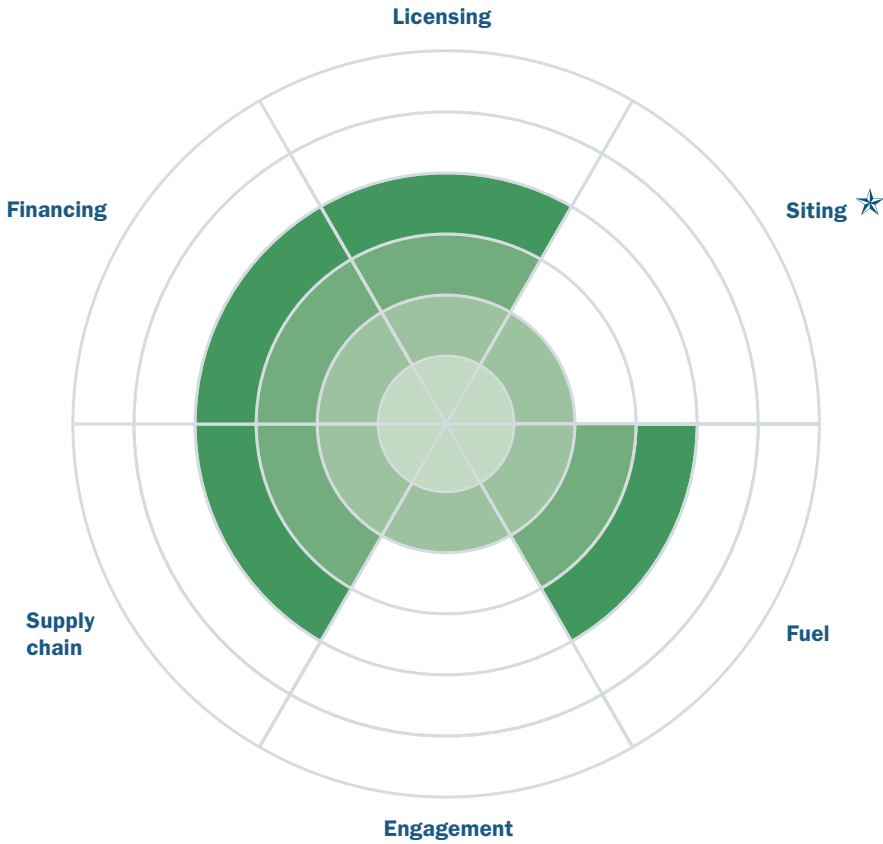 Licensing
Financing
Siting
Supply
chain
Fuel
Engagement